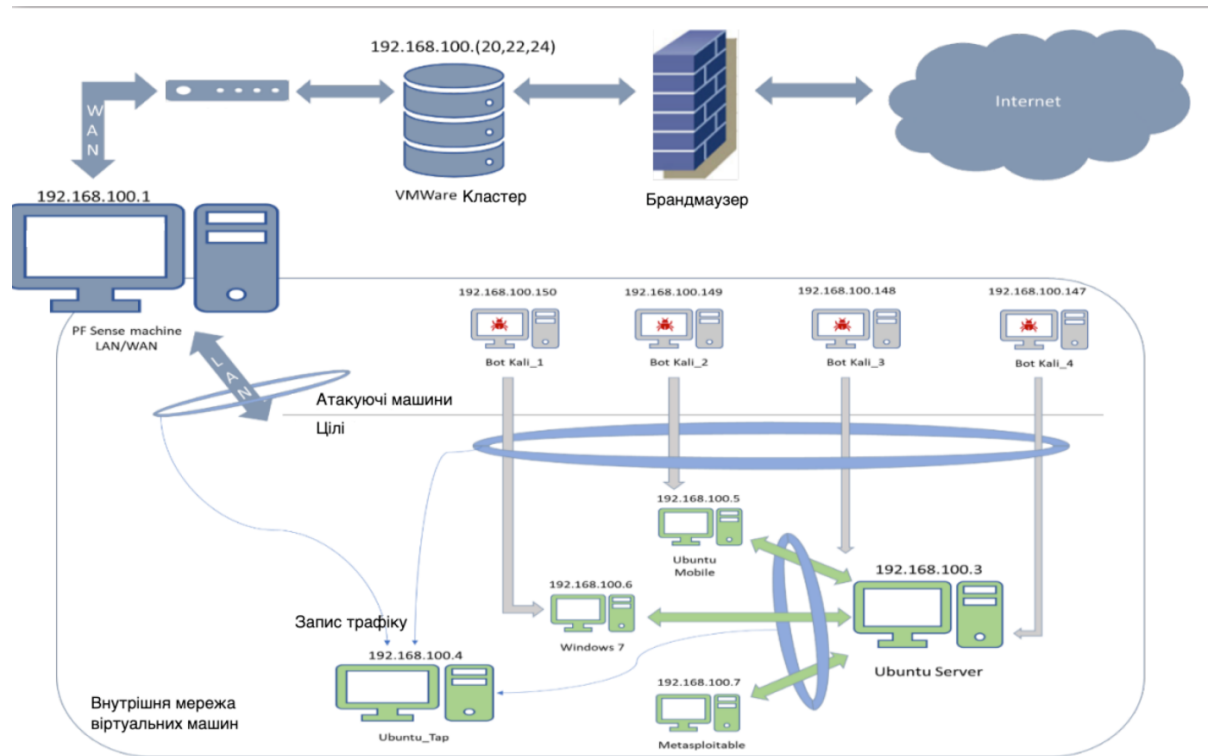 192.168.100.(20,22,24)
WAN
Internet
VMWare Кластер
Брандмаузер
192.168.100.1
192.168.100.150
192.168.100.149
192.168.100.148
192.168.100.147
PF Sense machine
LAN/WAN
Bot Kali_1
Bot Kali_2
Bot Kali_3
Bot Kali_4
LAN
Атакуючі машини
Цілі
192.168.100.5
Ubuntu
Mobile
192.168.100.3
192.168.100.6
Запис трафіку
Windows 7
192.168.100.4
Ubuntu Server
192.168.100.7
Внутрішня мережа
віртуальних машин
Ubuntu_Tap
Metasploitable